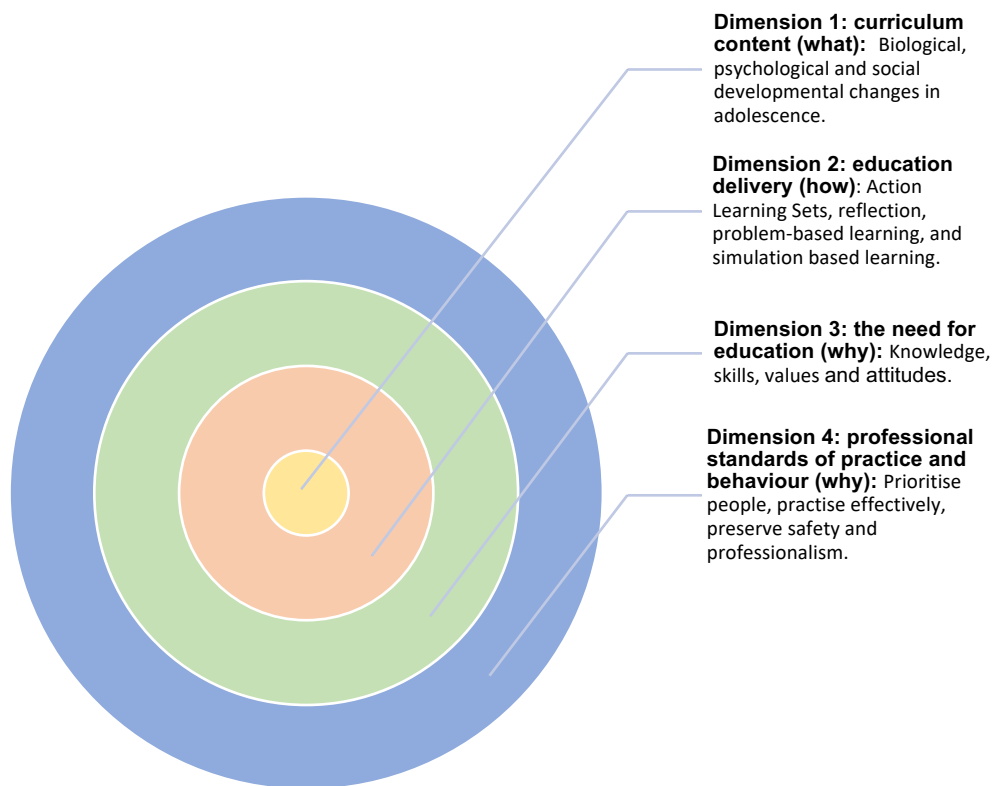 Dimension 1: curriculum
content (what): Biological,
psychological and social
developmental changes in
adolescence.
Dimension 2: education
delivery (how): Action
Learning Sets, reflection,
problem-based learning, and
simulation based learning.
Dimension 3: the need for
education (why): Knowledge,
skills, values and attitudes.
Dimension 4: professional
standards of practice and
behaviour (why): Prioritise
people, practise effectively,
preserve safety and
professionalism.